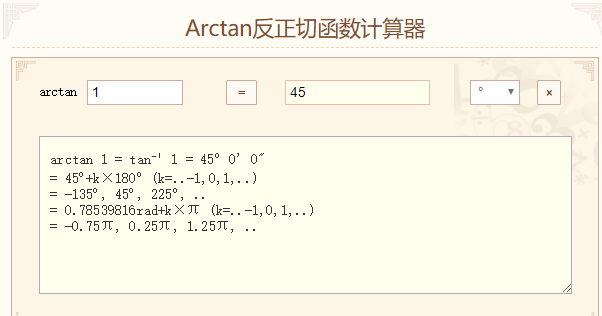 Arctan反正切函数计算器
arctan 1 = 45 ° ×
arctan 1 = tan⁻¹ 1 = 45° 0′ 0″
= 45°+k×180° (k=..-1,0,1,..)
= -135°, 45°, 225°, ..
= 0.78539816rad+k×π (k=..-1,0,1,..)
= -0.75π, 0.25π, 1.25π, ..